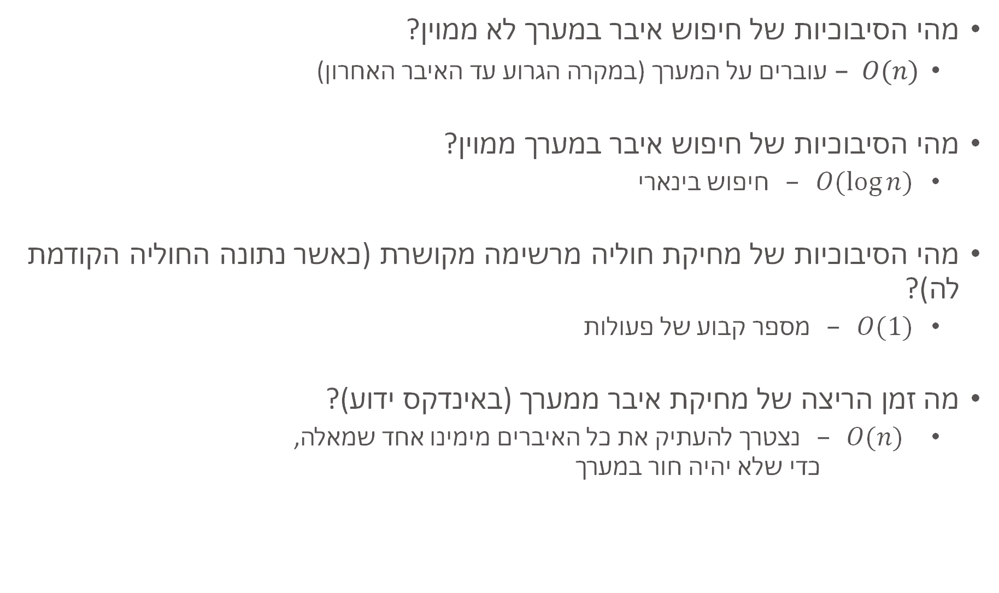 • מהי הסיבוכיות של חיפוש איבר במערך לא ממוין?
• O(n) – עוברים על המערך (במקרה הגרוע עד האיבר האחרון)
• מהי הסיבוכיות של חיפוש איבר במערך ממוין?
• O(log n) – חיפוש בינארי
• מהי הסיבוכיות של מחיקת חוליה מרשימה מקושרת (כאשר נתונה החוליה הקודמת
לה)?
• O(1) – מספר קבוע של פעולות
• מה זמן הריצה של מחיקת איבר ממערך (באינדקס ידוע)?
• O(n) – נצטרך להעתיק את כל האיברים מימינו אחד שמאלה,
כדי שלא יהיה חור במערך